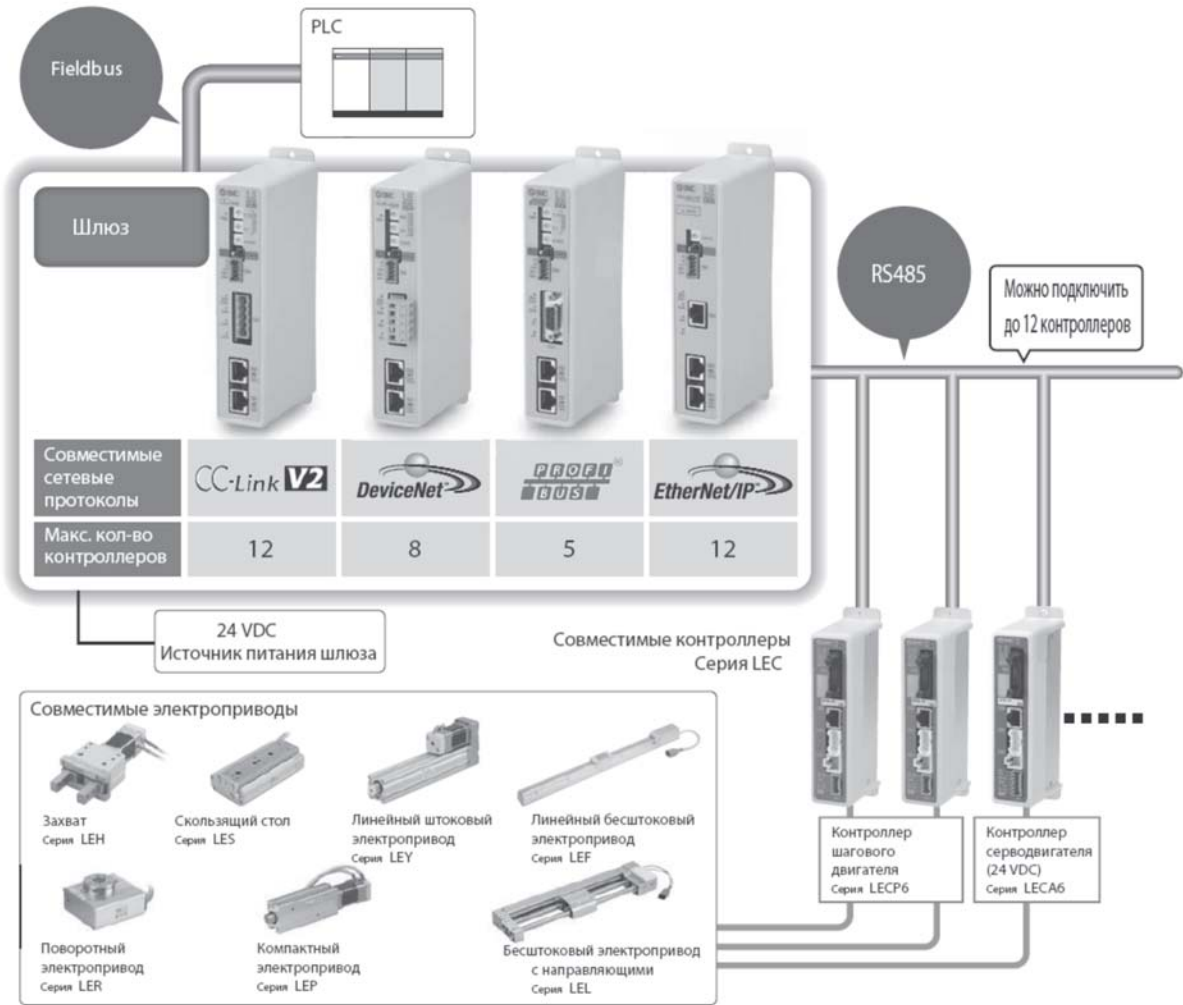 PLC
Fieldbus
Шлюз
RS485
Можно подключить
до 12 контроллеров
Совместимые
сетевые
протоколы
CC-Link V2
DeviceNet
PROFI
BUS
EtherNet/IP
Макс. кол-во
контроллеров
12
8
5
12
24 VDC
Источник питания шлюза
Совместимые контроллеры
Серия LEC
Совместимые электроприводы
Захват
Серия LEH
Скользящий стол
Серия LES
Линейный штоковый
электропривод
Серия LEY
Линейный бесштоковый
электропривод
Серия LEF
Поворотный
электропривод
Серия LER
Компактный
электропривод
Серия LEP
Бесштоковый электропривод
с направляющими
Серия LEL
Контроллер
шагового
двигателя
Серия LECP6
Контроллер
серводвигателя
(24 VDC)
Серия LECA6